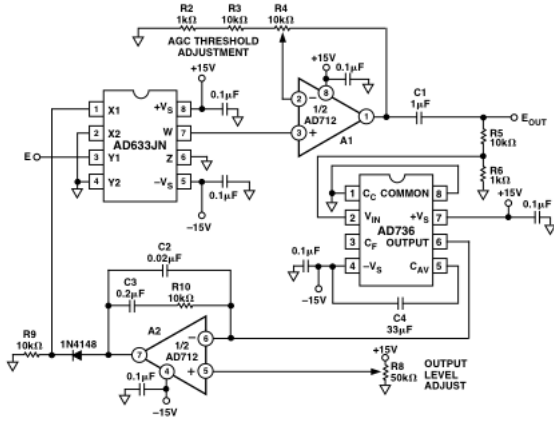 R2
1kΩ
R3
10kΩ
R4
10kΩ
AGC THRESHOLD
ADJUSTMENT
+15V
0.1µF
+15V
0.1µF
1 X1 +VS 8
2 X2 W 7
AD633JN
E
3 Y1 Z 6
4 Y2 –VS 5
0.1µF
–15V
2 –
8
1/2
AD712
1
3 +
A1
C1
1µF
EOUT
R5
10kΩ
R6
1kΩ
+15V
0.1µF
1 CC COMMON 8
AD736
2 VIN +VS 7
3 CF OUTPUT 6
4 –VS CAV 5
0.1µF
–15V
C4
33µF
C2
0.02µF
C3
0.2µF
R10
10kΩ
R9
10kΩ
1N4148
A2
– 6
7
1/2
AD712
+ 5
4
0.1µF
–15V
+15V
R8
50kΩ
OUTPUT
LEVEL
ADJUST